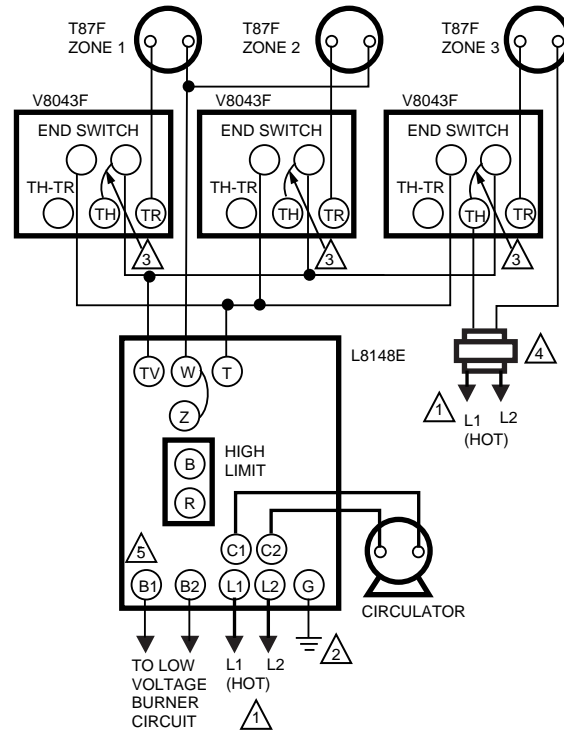 T87F
ZONE 1
T87F
ZONE 2
T87F
ZONE 3
V8043F
V8043F
V8043F
END SWITCH
END SWITCH
END SWITCH
TH-TR
TH
TR
TH-TR
TH
TR
TH-TR
TH
TR
3
3
3
L8148E
4
TV
W
T
Z
1
L1
(HOT)
L2
HIGH
LIMIT
B
R
5
C1
C2
B1
B2
L1
L2
G
CIRCULATOR
2
TO LOW
VOLTAGE
BURNER
CIRCUIT
L1
(HOT)
L2
1